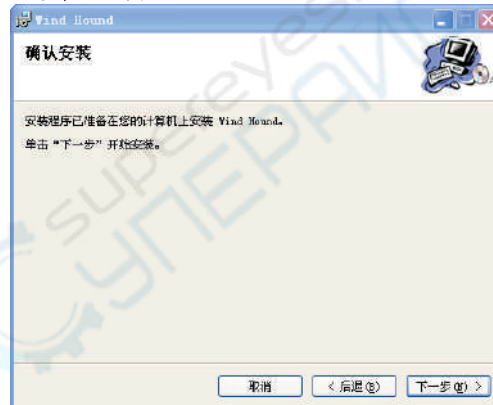 Wind Hound
确认安装
安装程序已准备在您的计算机上安装 Wind Hound。
单击“下一步”开始安装。
取消
< 后退(B)
下一步(N) >
supereyes
СУПЕРАЙС